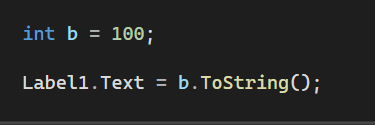 int b = 100;
Label1.Text = b.ToString();